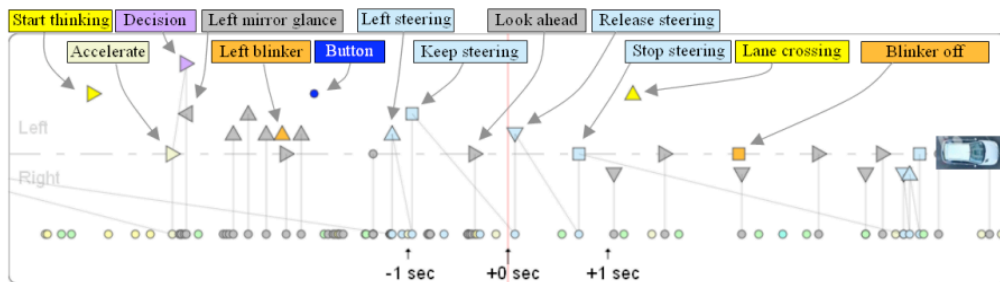 Start thinking Decision Left mirror glance Left steering Look ahead Release steering
Accelerate Left blinker Button Keep steering Stop steering Lane crossing Blinker off
Left
Right
-1 sec +0 sec +1 sec